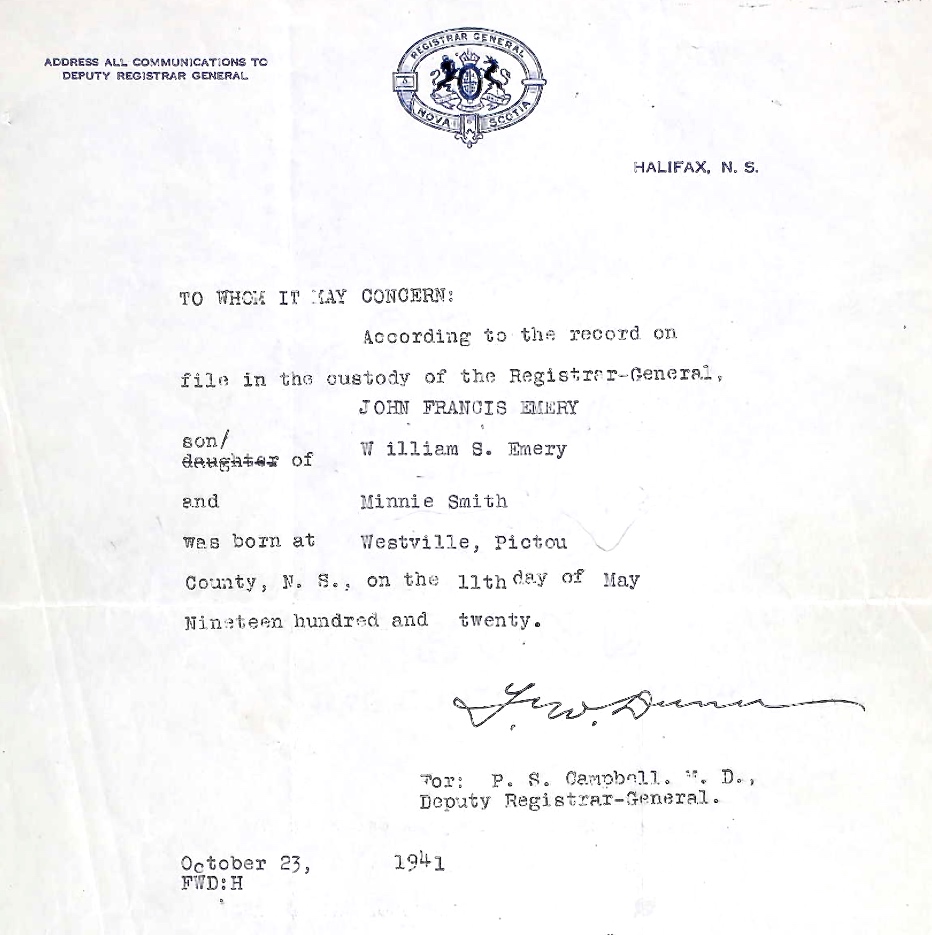 ADDRESS ALL COMMUNICATIONS TO
DEPUTY REGISTRAR GENERAL
REGISTRAR GENERAL
NOVA SCOTIA
HALIFAX, N. S.
TO WHOM IT MAY CONCERN:
According to the record on
file in the custody of the Registrar-General,
JOHN FRANCIS EMERY
son/
daughter of W illiam S. Emery
and Minnie Smith
was born at Westville, Pictou
County, N. S., on the 11th day of May
Nineteen hundred and twenty.
F. W. Dunn
For: P. S. Campbell. M. D.,
Deputy Registrar-General.
October 23, 1941
FWD:H